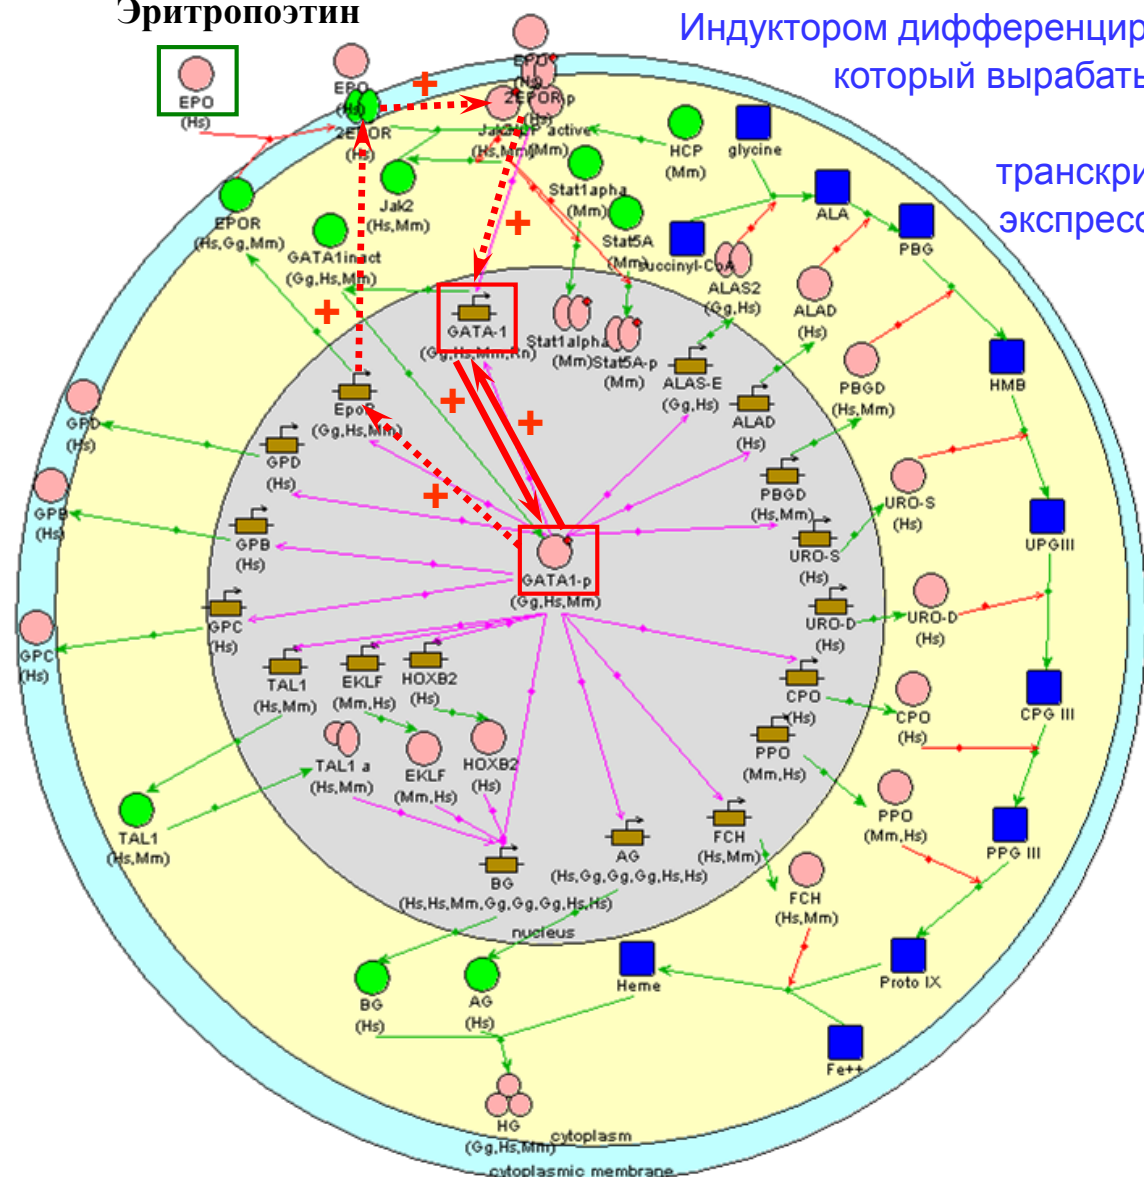 Эритропоэтин
Индуктором дифференцир
который вырабаты
транскри
экспресс
EPO
(Hs)
EPO
(Hs)
2EPOR
(Hs)
(Hs)
HCP
(Mm)
glycine
ALA
PBG
EPOR
(Hs,Gg,Mm)
Jak2
(Hs,Mm)
Stat1apha
(Mm)
Stat5A
(Mm)
succinyl-CoA
ALAS2
(Gg,Hs)
ALAD
(Hs)
GATA1inact
(Gg,Hs,Mm)
GATA-1
(Gg,Hs,Mm,Rn)
Stat1alpha
(Mm)
Stat5A-p
(Mm)
ALAS-E
(Gg,Hs)
ALAD
(Hs)
PBGD
(Hs,Mm)
HMB
EpoR
(Gg,Hs,Mm)
GPD
(Hs)
GPD
(Hs)
PBGD
(Hs,Mm)
GPB
(Hs)
GPB
(Hs)
URO-S
(Hs)
URO-S
(Hs)
UPGIII
GATA1-p
(Gg,Hs,Mm)
GPC
(Hs)
GPC
(Hs)
URO-D
(Hs)
URO-D
(Hs)
TAL1
(Hs,Mm)
EKLF
(Mm,Hs)
HOXB2
(Hs)
CPO
(Hs)
CPO
(Hs)
CPG III
TAL1 a
(Hs,Mm)
EKLF
(Mm,Hs)
HOXB2
(Hs)
PPO
(Mm,Hs)
PPO
(Mm,Hs)
PPG III
TAL1
(Hs,Mm)
BG
(Hs,Hs,Mm,Gg,Gg,Gg,Hs,Hs)
AG
(Hs,Gg,Gg,Gg,Hs,Hs)
FCH
(Hs,Mm)
FCH
(Hs,Mm)
nucleus
BG
(Hs)
AG
(Hs)
Heme
Proto IX
Fe++
HG
(Gg,Hs,Mm)
cytoplasm
cytoplasmic membrane